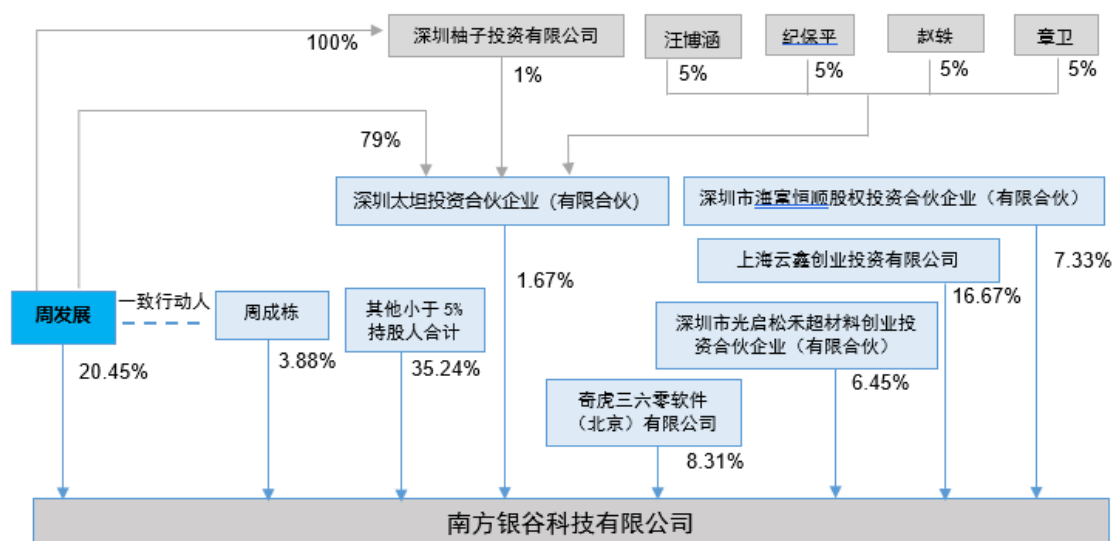 深圳柚子投资有限公司
汪博涵
纪保平
赵轶
章卫
100%
1%
5%
5%
5%
5%
79%
深圳太坦投资合伙企业（有限合伙）
深圳市海富恒顺股权投资合伙企业（有限合伙）
上海云鑫创业投资有限公司
7.33%
1.67%
16.67%
周发展
一致行动人
周成栋
其他小于 5%
持股人合计
深圳市光启松禾超材料创业投
资合伙企业（有限合伙）
20.45%
3.88%
35.24%
6.45%
奇虎三六零软件
（北京）有限公司
8.31%
南方银谷科技有限公司